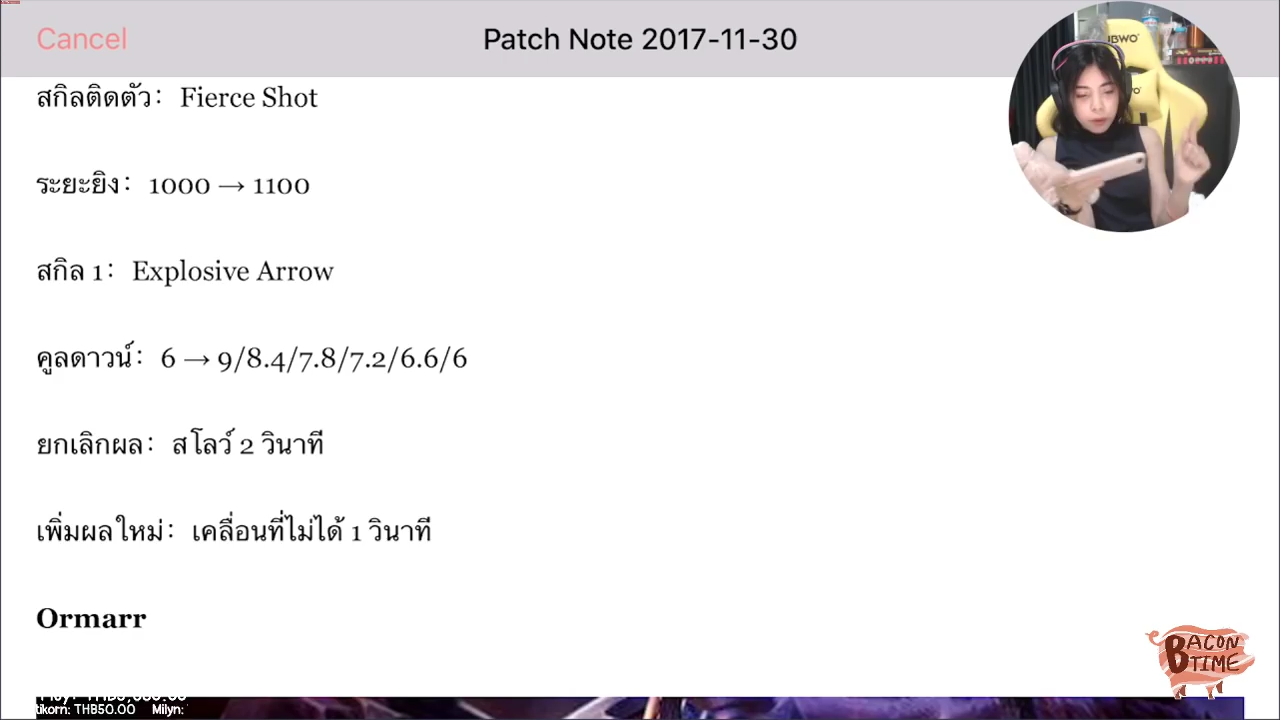 Cancel
Patch Note 2017-11-30
สกิลติดตัว: Fierce Shot
ระยะยิง: 1000 → 1100
สกิล 1: Explosive Arrow
คูลดาวน์: 6 → 9/8.4/7.8/7.2/6.6/6
ยกเลิกผล: สโลว์ 2 วินาที
เพิ่มผลใหม่: เคลื่อนที่ไม่ได้ 1 วินาที
Ormarr
BACON
TIME
tikorn: THB50.00 Milyn: